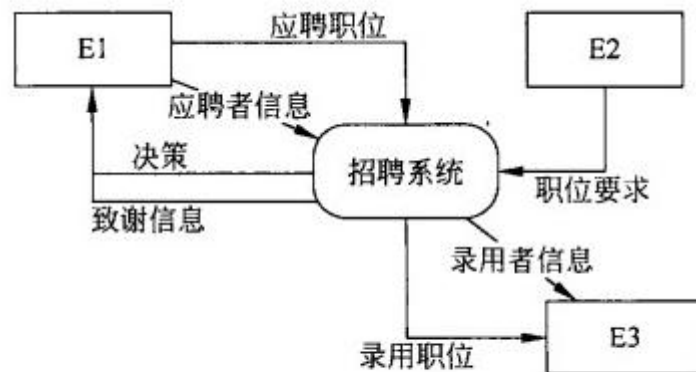 应聘职位
E1
E2
应聘者信息
决策
招聘系统
职位要求
致谢信息
录用者信息
E3
录用职位